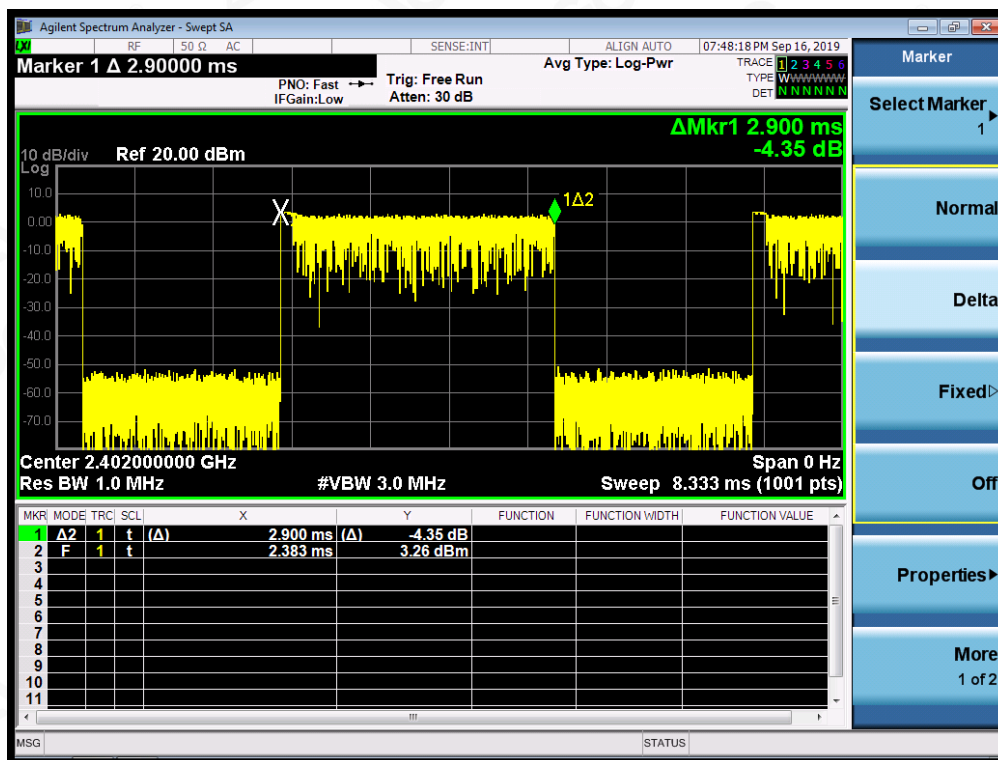 Agilent Spectrum Analyzer - Swept SA
LXI RF 50 Ω AC SENSE:INT ALIGN AUTO 07:48:18 PM Sep 16, 2019
Marker 1 Δ 2.90000 ms
PNO: Fast
IFGain:Low
Trig: Free Run
Atten: 30 dB
Avg Type: Log-Pwr
TRACE 1 2 3 4 5 6
TYPE WWWWWWW
DET N N N N N N
ΔMkr1 2.900 ms
-4.35 dB
10 dB/div Ref 20.00 dBm
Log
10.0
0.00
-10.0
-20.0
-30.0
-40.0
-50.0
-60.0
-70.0
X
1Δ2
Center 2.402000000 GHz Span 0 Hz
Res BW 1.0 MHz #VBW 3.0 MHz Sweep 8.333 ms (1001 pts)
MKR MODE TRC SCL X Y FUNCTION FUNCTION WIDTH FUNCTION VALUE
1 Δ2 1 t (Δ) 2.900 ms (Δ) -4.35 dB
2 F 1 t 2.383 ms 3.26 dBm
3
4
5
6
7
8
9
10
11
MSG STATUS
Marker
Select Marker
1
Normal
Delta
Fixed
Off
Properties
More
1 of 2